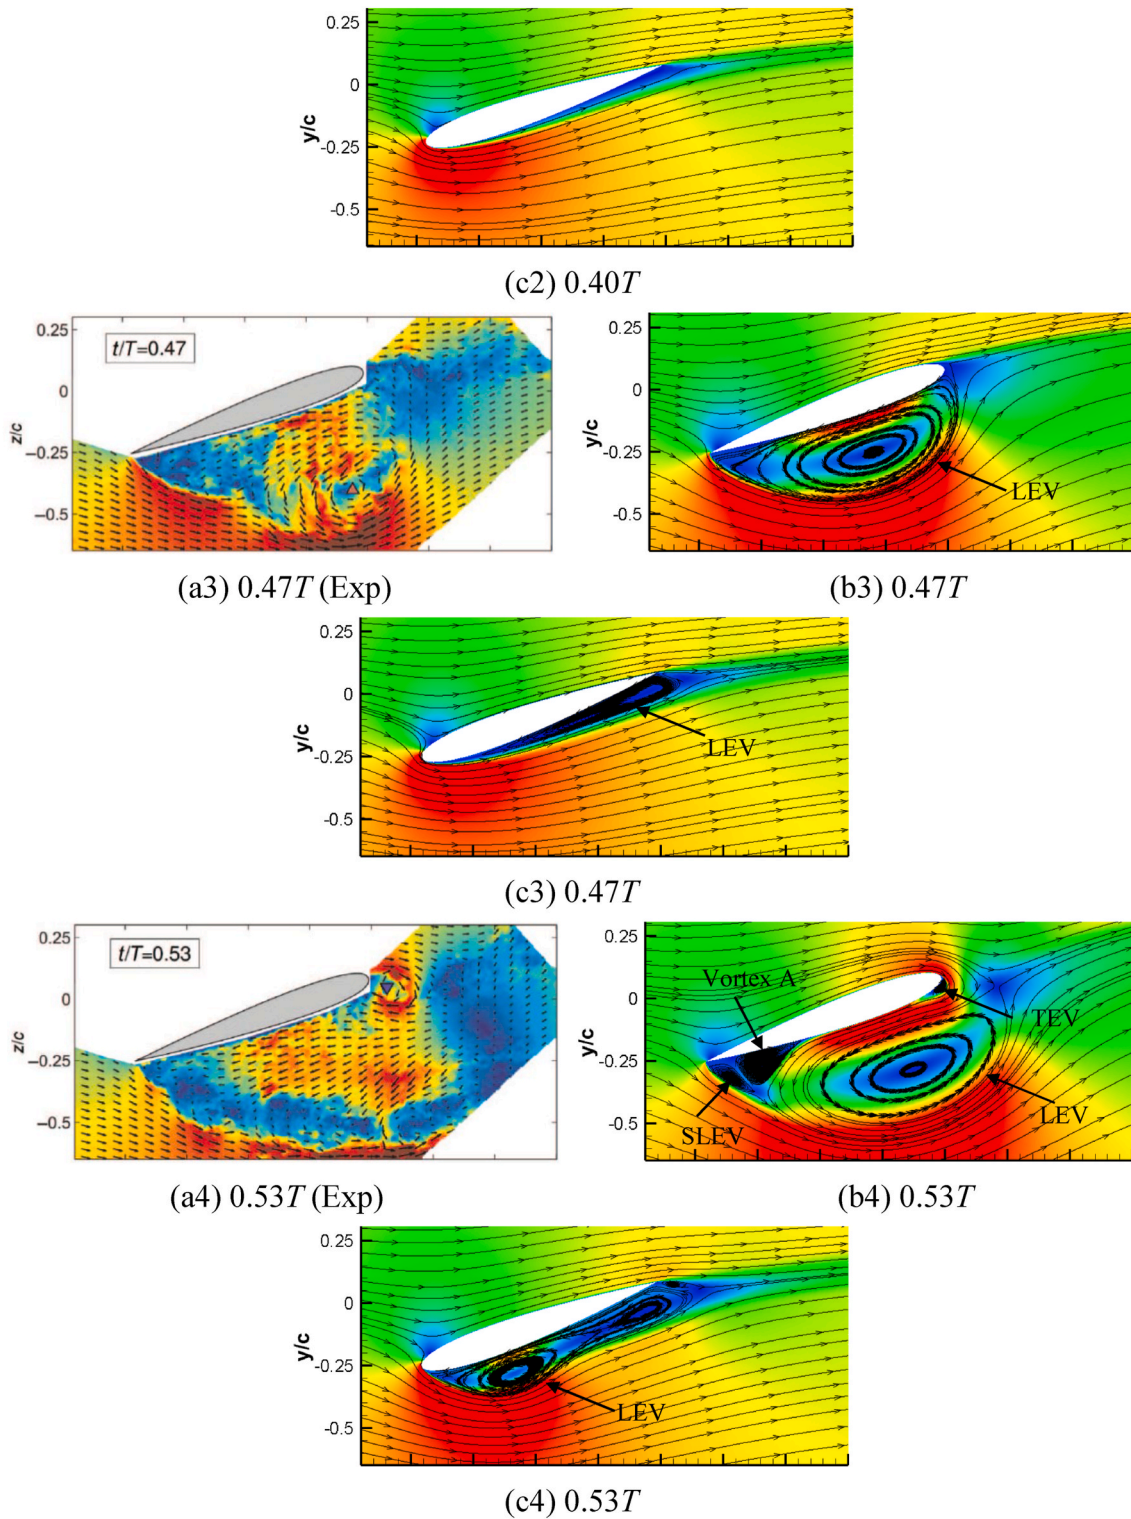 0.25
0
y/c
-0.25
-0.5
(c2) 0.40T
0.25
t/T=0.47
0
z/c
–0.25
–0.5
(a3) 0.47T (Exp)
0.25
0
y/c
-0.25
LEV
-0.5
(b3) 0.47T
0.25
0
y/c
LEV
-0.25
-0.5
(c3) 0.47T
0.25
t/T=0.53
0
z/c
–0.25
–0.5
(a4) 0.53T (Exp)
0.25
Vortex A
0
TEV
y/c
-0.25
LEV
-0.5
SLEV
(b4) 0.53T
0.25
0
y/c
-0.25
LEV
-0.5
(c4) 0.53T